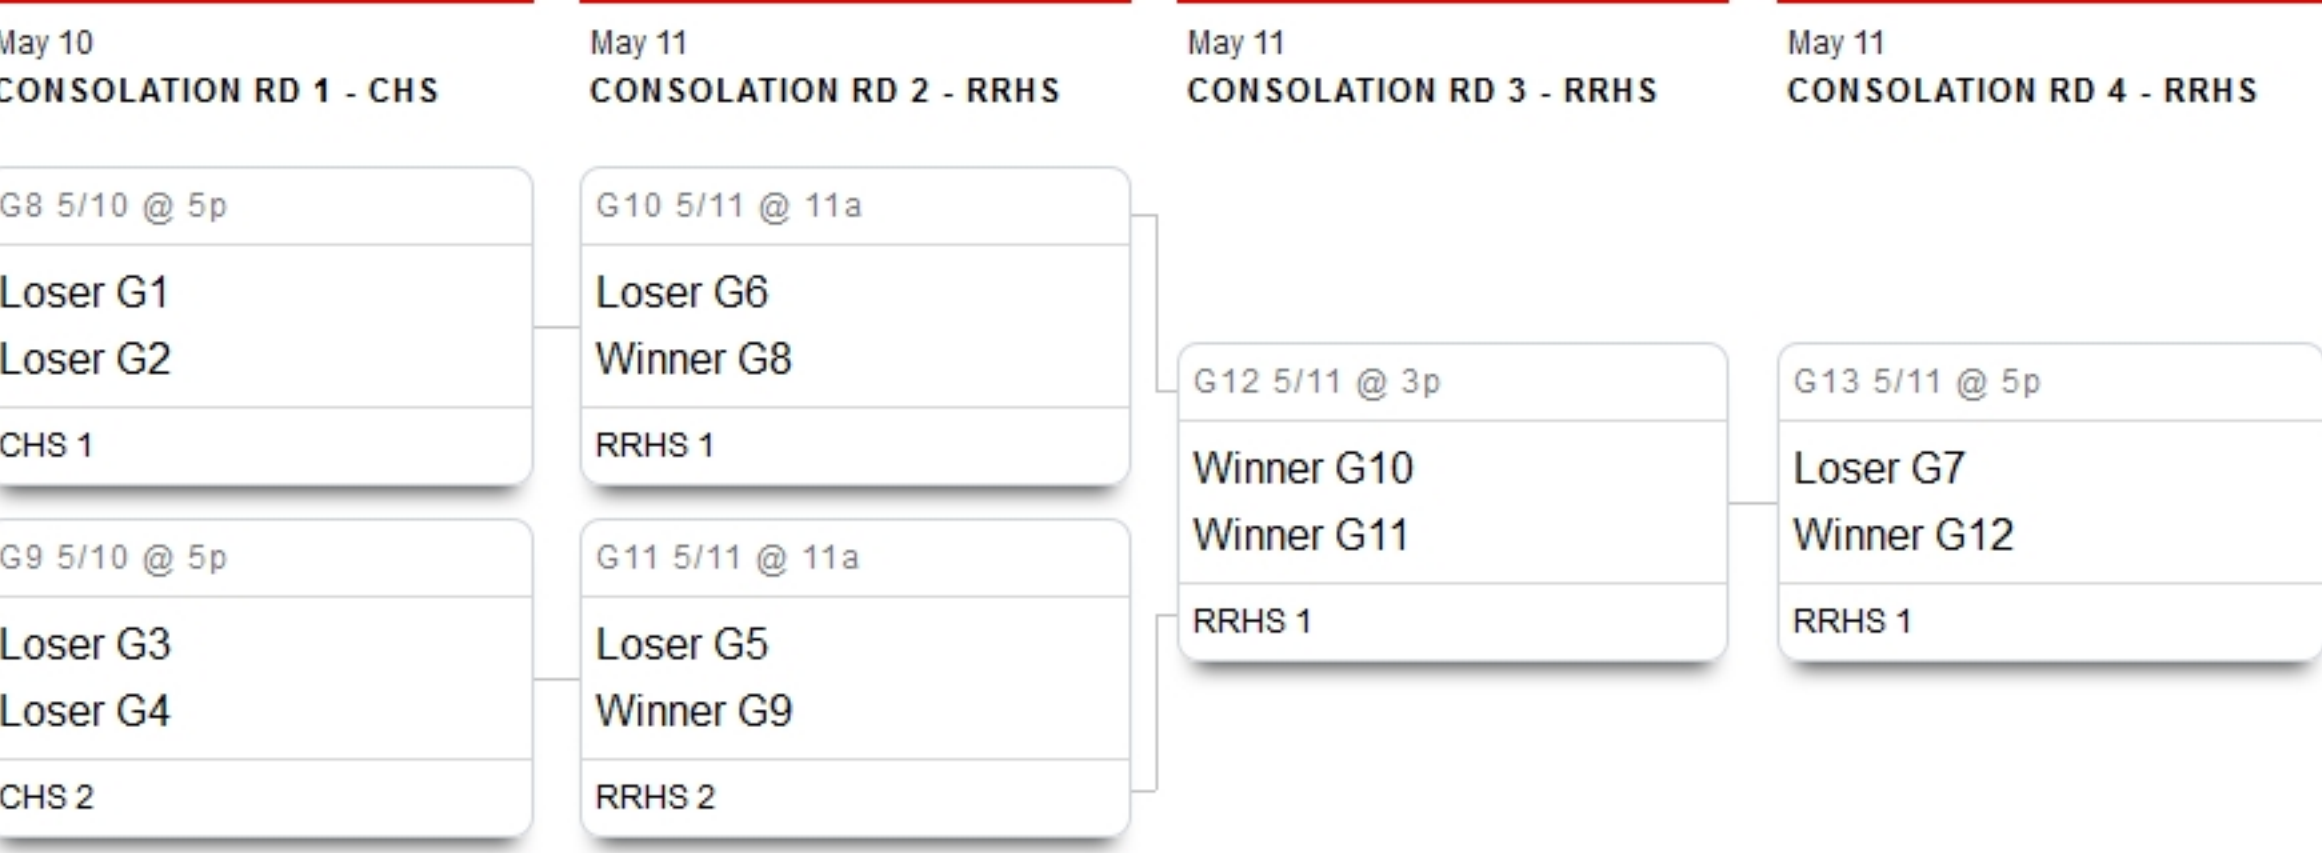 May 10
CONSOLATION RD 1 - CHS
G8 5/10 @ 5p
Loser G1
Loser G2
CHS 1
G9 5/10 @ 5p
Loser G3
Loser G4
CHS 2
May 11
CONSOLATION RD 2 - RRHS
G10 5/11 @ 11a
Loser G6
Winner G8
RRHS 1
G11 5/11 @ 11a
Loser G5
Winner G9
RRHS 2
May 11
CONSOLATION RD 3 - RRHS
G12 5/11 @ 3p
Winner G10
Winner G11
RRHS 1
May 11
CONSOLATION RD 4 - RRHS
G13 5/11 @ 5p
Loser G7
Winner G12
RRHS 1